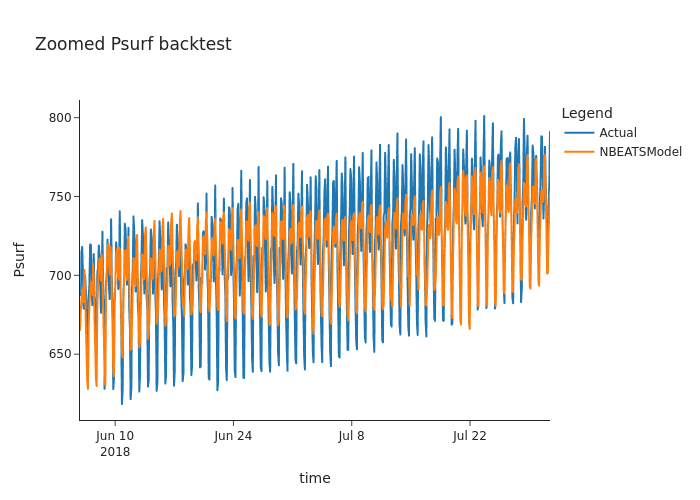 Zoomed Psurf backtest
Legend
Actual
NBEATSModel
800
750
700
650
Psurf
Jun 10
2018
Jun 24
Jul 8
Jul 22
time